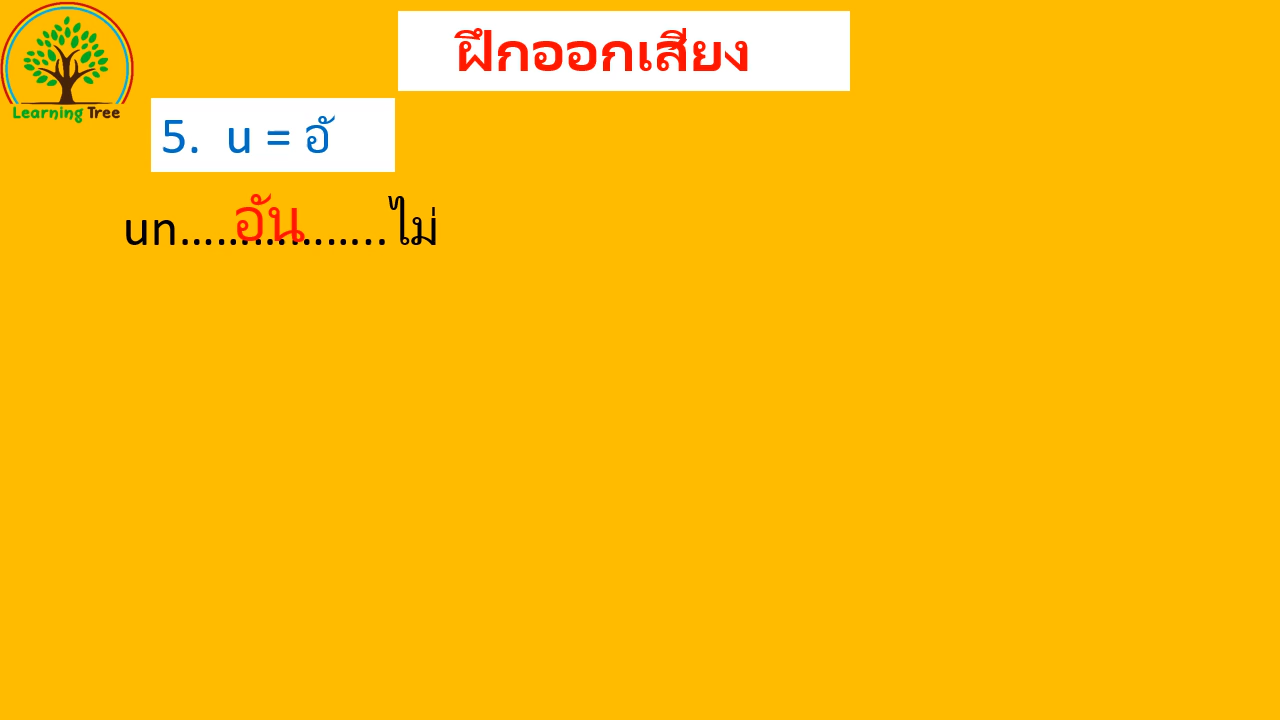 Learning Tree
ฝึกออกเสียง
5. u = อั
un.................ไม่
อัน